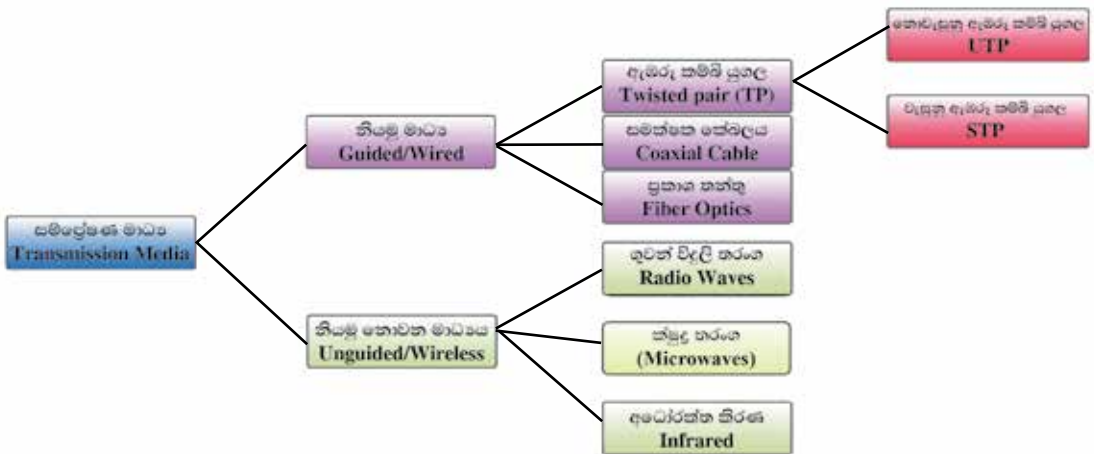 සම්ප්‍රේෂණ මාධ්‍ය
Transmission Media
නියමු මාධ්‍ය
Guided/Wired
ඇඹරූ කම්බි යුගල
Twisted pair (TP)
නොවැසුනු ඇඹරූ කම්බි යුගල
UTP
වැසුනු ඇඹරූ කම්බි යුගල
STP
සමක්ෂක කේබලය
Coaxial Cable
ප්‍රකාශ තන්තු
Fiber Optics
නියමු නොවන මාධ්‍යය
Unguided/Wireless
ගුවන් විදුලි තරංග
Radio Waves
ක්ෂුද්‍ර තරංග
(Microwaves)
අධෝරක්ත කිරණ
Infrared